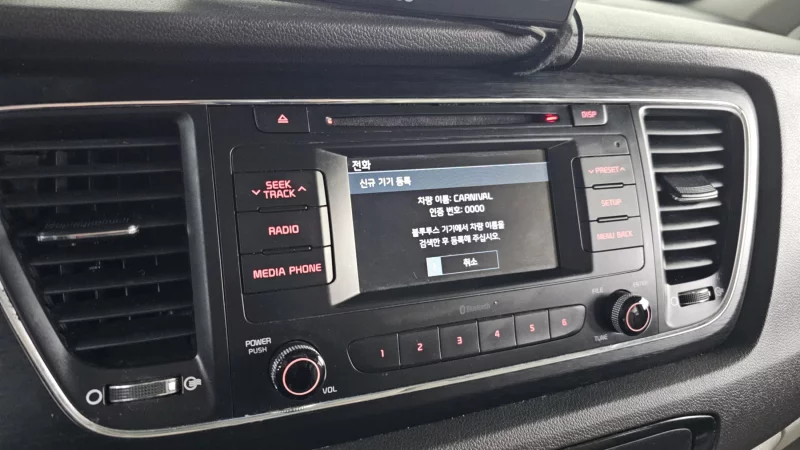 DISP
전화
신규 기기 등록
차량 이름: CARNIVAL
인증 번호: 0000
블루투스 기기에서 차량 이름을
검색한 후 등록해 주십시오.
취소
SEEK
TRACK
RADIO
MEDIA PHONE
PRESET
SETUP
MENU BACK
Bluetooth
POWER
PUSH
VOL
1 2 3 4 5 6
FILE
ENTER
TUNE